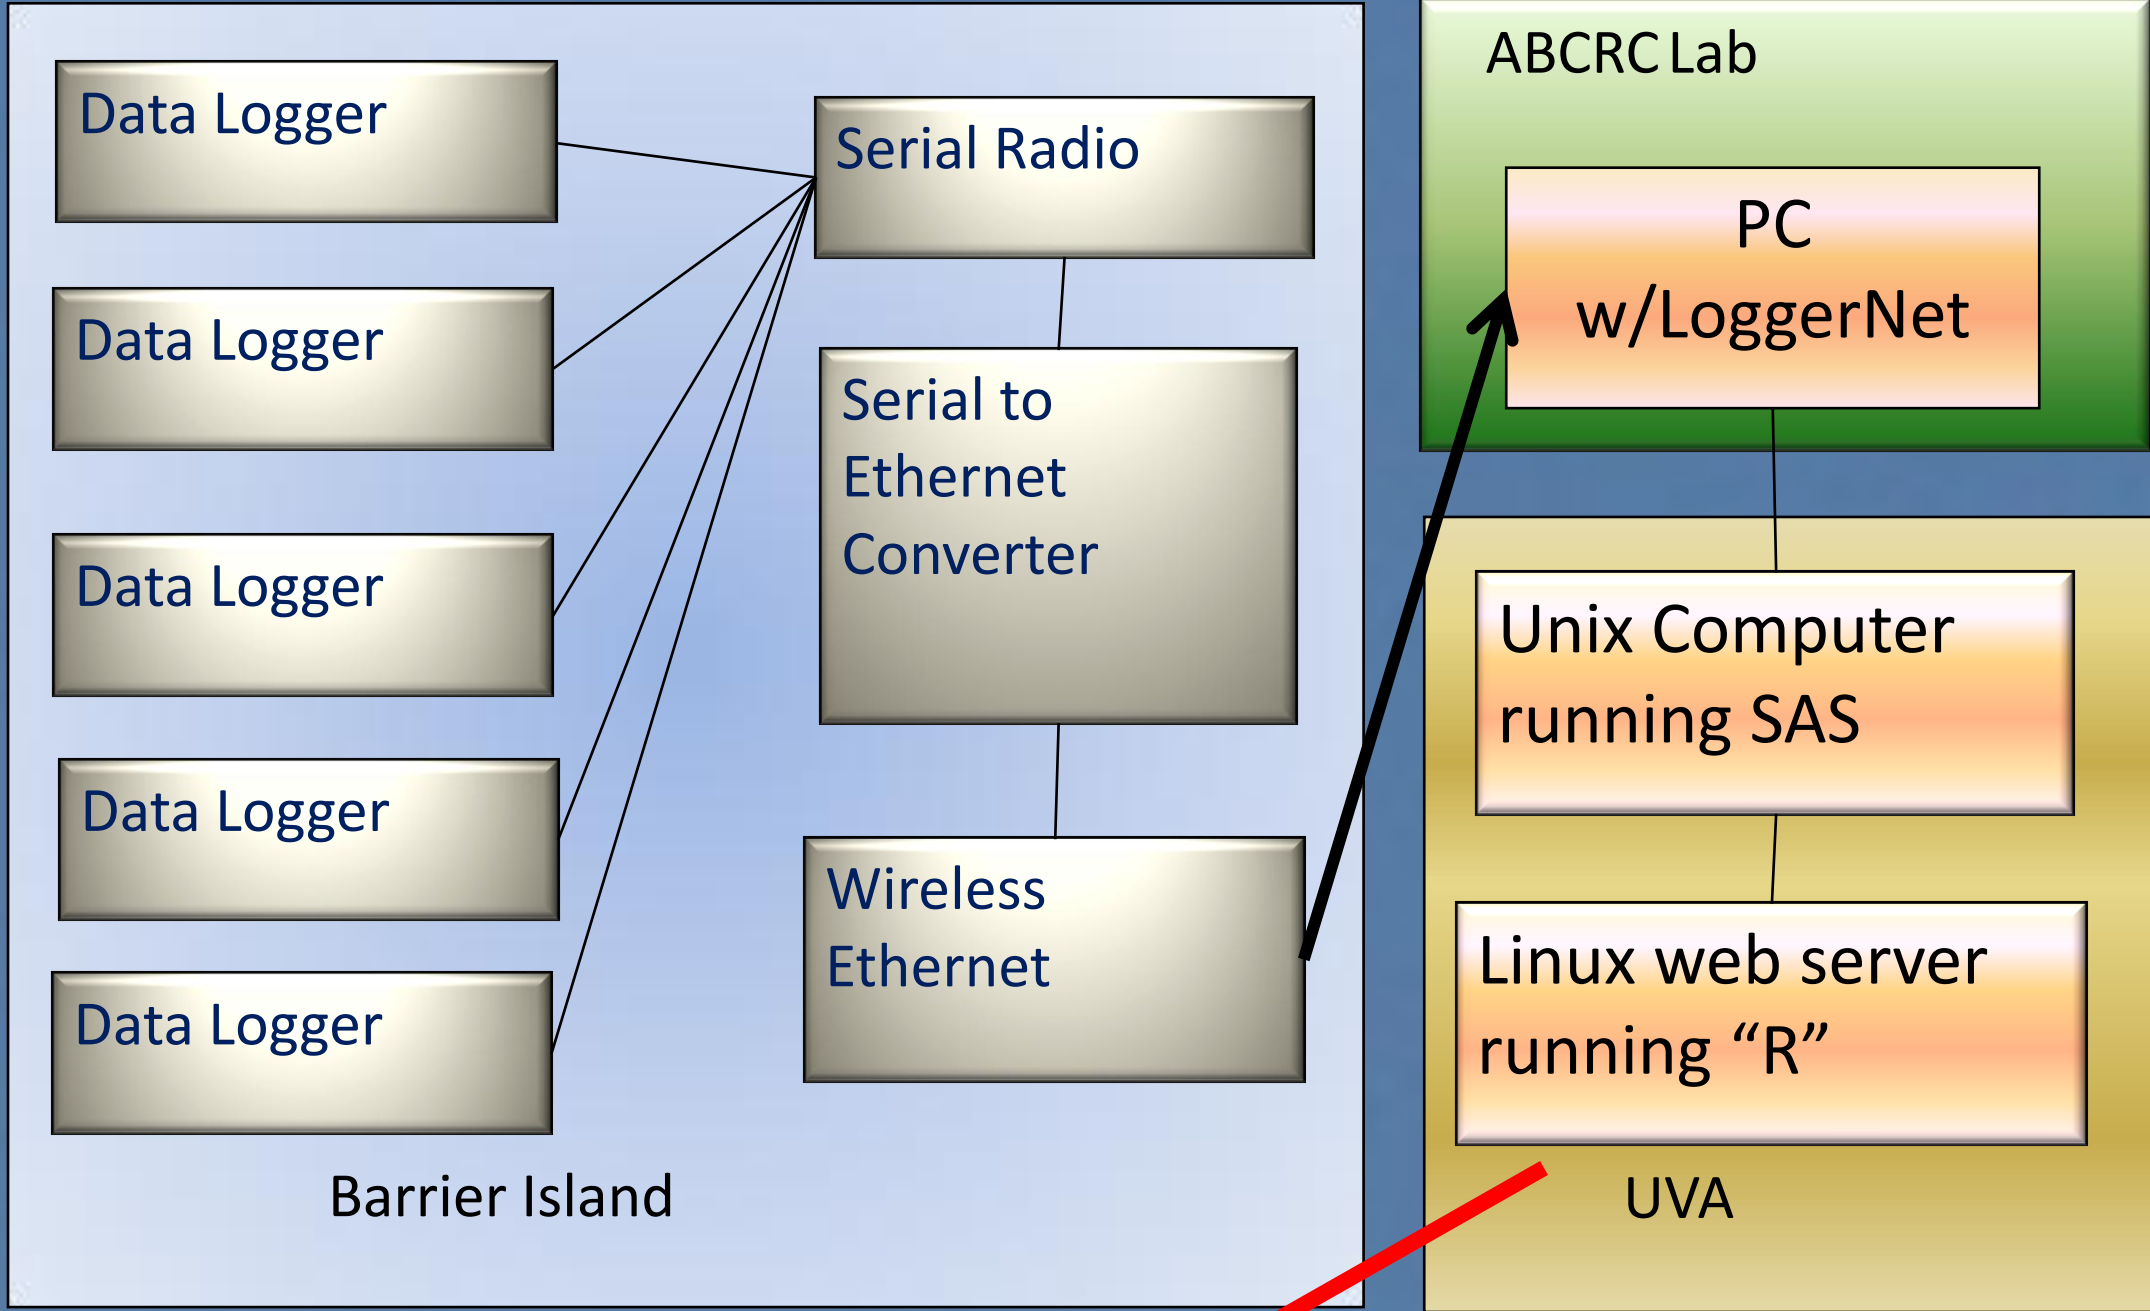 Data Logger
Data Logger
Data Logger
Data Logger
Data Logger
Serial Radio
Serial to
Ethernet
Converter
Wireless
Ethernet
Barrier Island
ABCRC Lab
PC
w/LoggerNet
Unix Computer
running SAS
Linux web server
running “R”
UVA